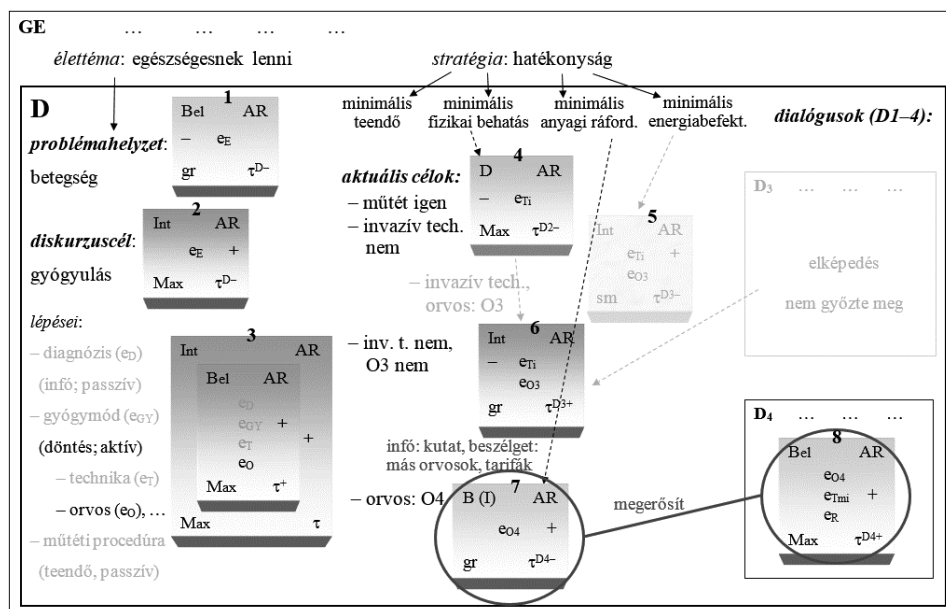 GE … … … …
élettéma: egészségesnek lenni
stratégia: hatékonyság
D
minimális teendő
minimális fizikai behatás
minimális anyagi ráford.
minimális energiabefekt.
dialógusok (D1–4):
problémahelyzet:
betegség
1
Bel AR
– eE
gr τD–
diskurzuscél:
gyógyulás
2
Int AR
eE +
Max τD–
lépései:
– diagnózis (eD)
(infó; passzív)
– gyógymód (eGY)
(döntés; aktív)
– technika (eT)
– orvos (eO), …
– műtéti procedúra
(teendő, passzív)
3
Int AR
Bel AR
eD
eGY +
eT +
eO
Max τ+
Max τ
aktuális célok:
– műtét igen
– invazív tech.
nem
4
D AR
– eTi
Max τD2–
5
Int AR
eTi +
eO3
sm τD3–
– invazív tech.,
orvos: O3
– inv. t. nem,
O3 nem
6
Int AR
– eTi
eO3
gr τD3+
infó: kutat, beszélget:
más orvosok, tarifák
– orvos: O4
7
B (I) AR
eO4 +
gr τD4–
megerősít
D3 … … …
elképedés
nem győzte meg
D4 … … …
8
Bel AR
eO4
eTmi +
eR
Max τD4+